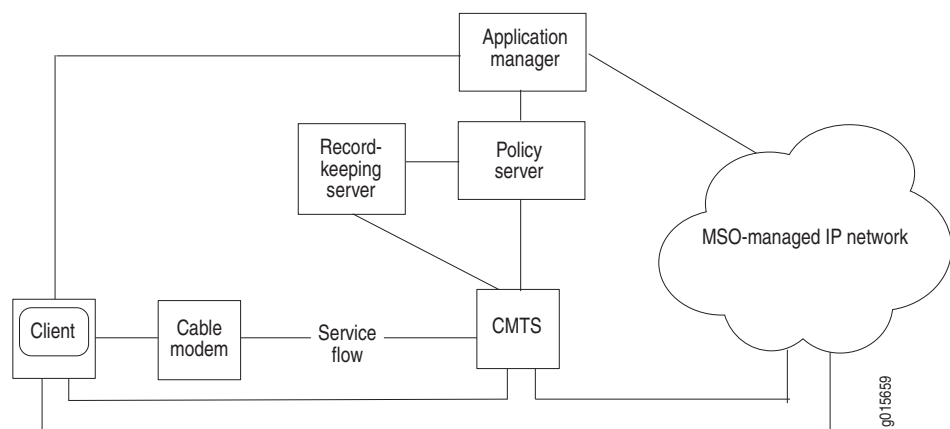 Application
manager
Record-
keeping
server
Policy
server
MSO-managed IP network
Client
Cable
modem
Service
flow
CMTS
g015659